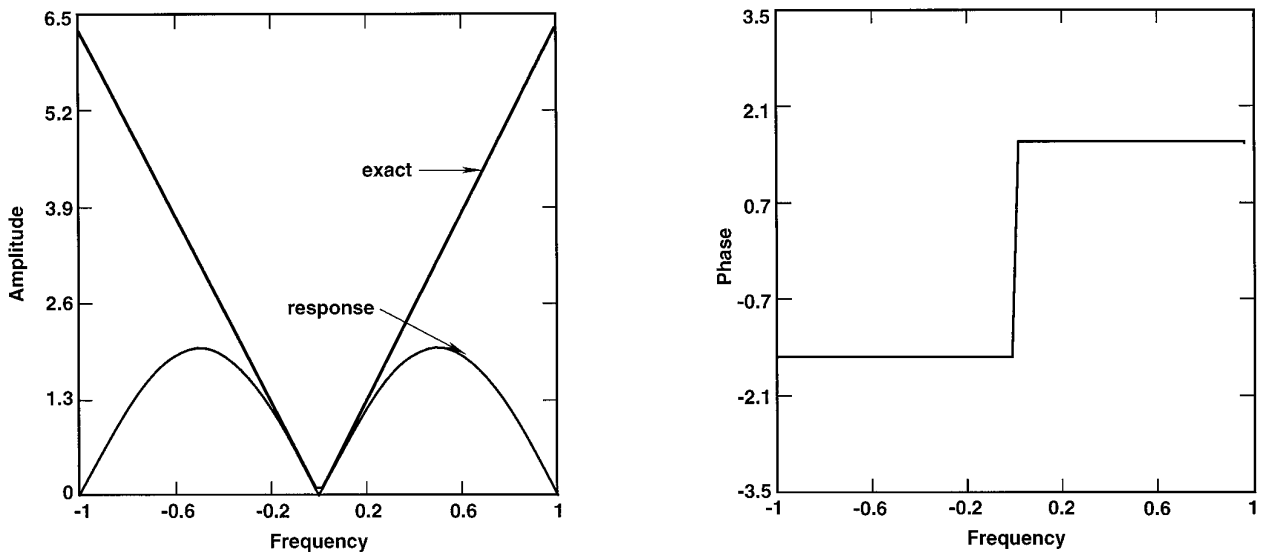 6.5
5.2
3.9
2.6
1.3
0
Amplitude
exact
response
-1 -0.6 -0.2 0.2 0.6 1
Frequency
3.5
2.1
0.7
-0.7
-2.1
-3.5
Phase
-1 -0.6 -0.2 0.2 0.6 1
Frequency